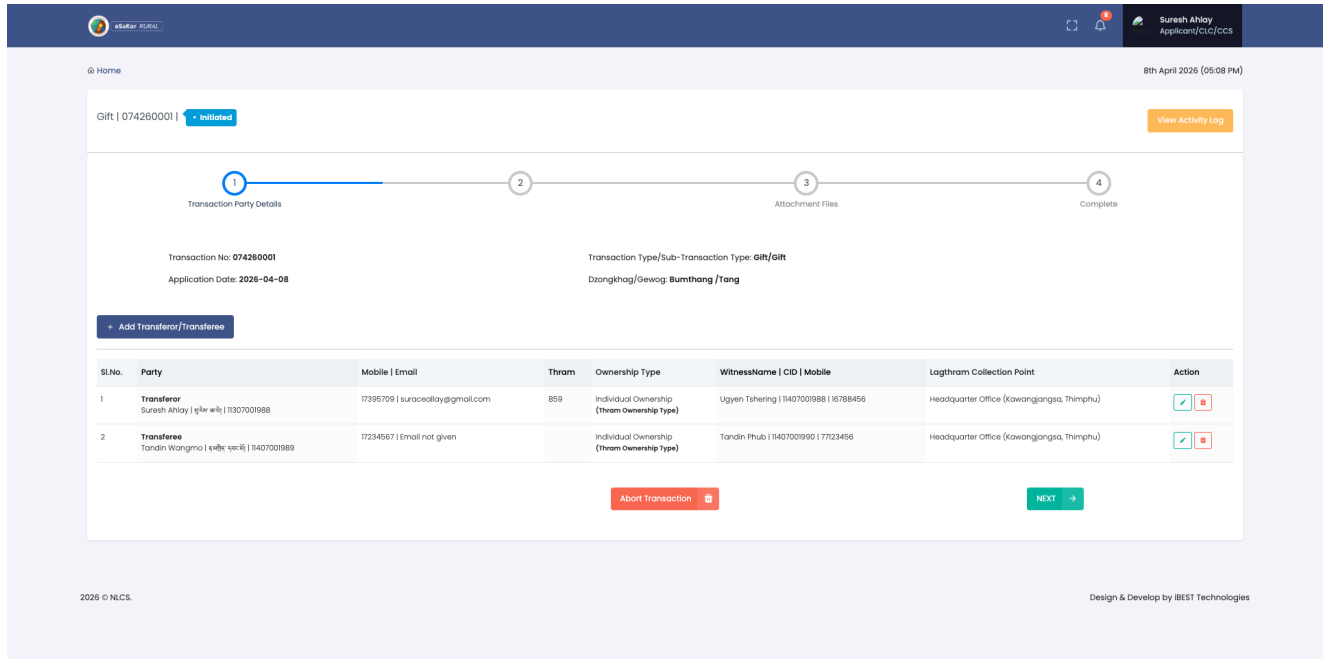 eSaKor RURAL
8
Suresh Ahlay
Applicant/CLC/CCS
Home
8th April 2026 (05:08 PM)
Gift | 074260001 | • Initiated
View Activity Log
1 2 3 4
Transaction Party Details Attachment Files Complete
Transaction No: 074260001 Transaction Type/Sub-Transaction Type: Gift/Gift
Application Date: 2026-04-08 Dzongkhag/Gewog: Bumthang /Tang
+ Add Transferor/Transferee
Sl.No. Party Mobile | Email Thram Ownership Type WitnessName | CID | Mobile Lagthram Collection Point Action
1 Transferor 17395709 | suraceallay@gmail.com 859 Individual Ownership Ugyen Tshering | 11407001988 | 16788456 Headquarter Office (Kawangjangsa, Thimphu)
Suresh Ahlay | | 11307001988 (Thram Ownership Type)
2 Transferee 17234567 | Email not given Individual Ownership Tandin Phub | 11407001990 | 77123456 Headquarter Office (Kawangjangsa, Thimphu)
Tandin Wangmo | | 11407001989 (Thram Ownership Type)
Abort Transaction NEXT →
2026 © NLCS. Design & Develop by iBEST Technologies